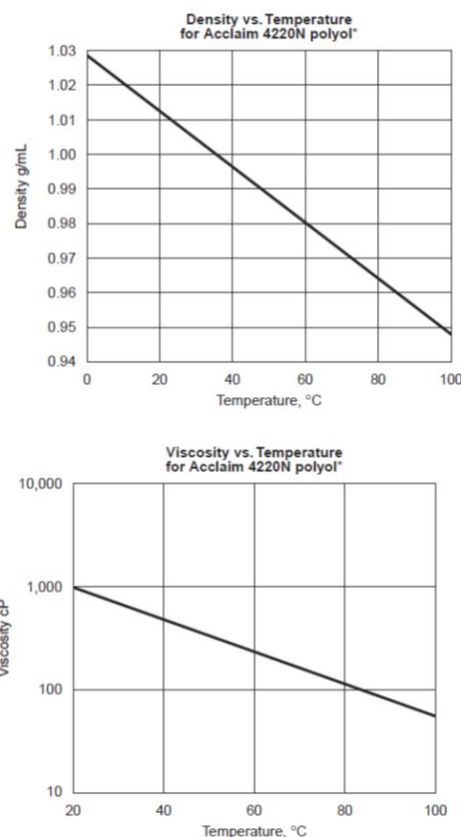 Density vs. Temperature
for Acclaim 4220N polyol*
1.03
1.02
1.01
1.00
0.99
0.98
0.97
0.96
0.95
0.94
Density g/mL
0 20 40 60 80 100
Temperature, °C
Viscosity vs. Temperature
for Acclaim 4220N polyol*
10,000
1,000
100
10
Viscosity cP
20 40 60 80 100
Temperature, °C